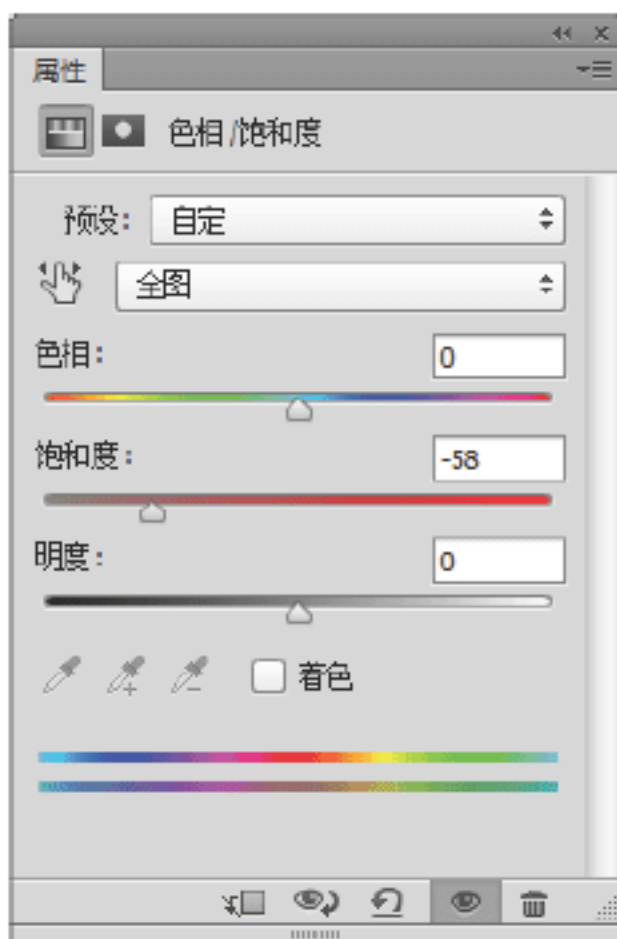 属性
色相/饱和度
预设: 自定
全图
色相: 0
饱和度: -58
明度: 0
着色